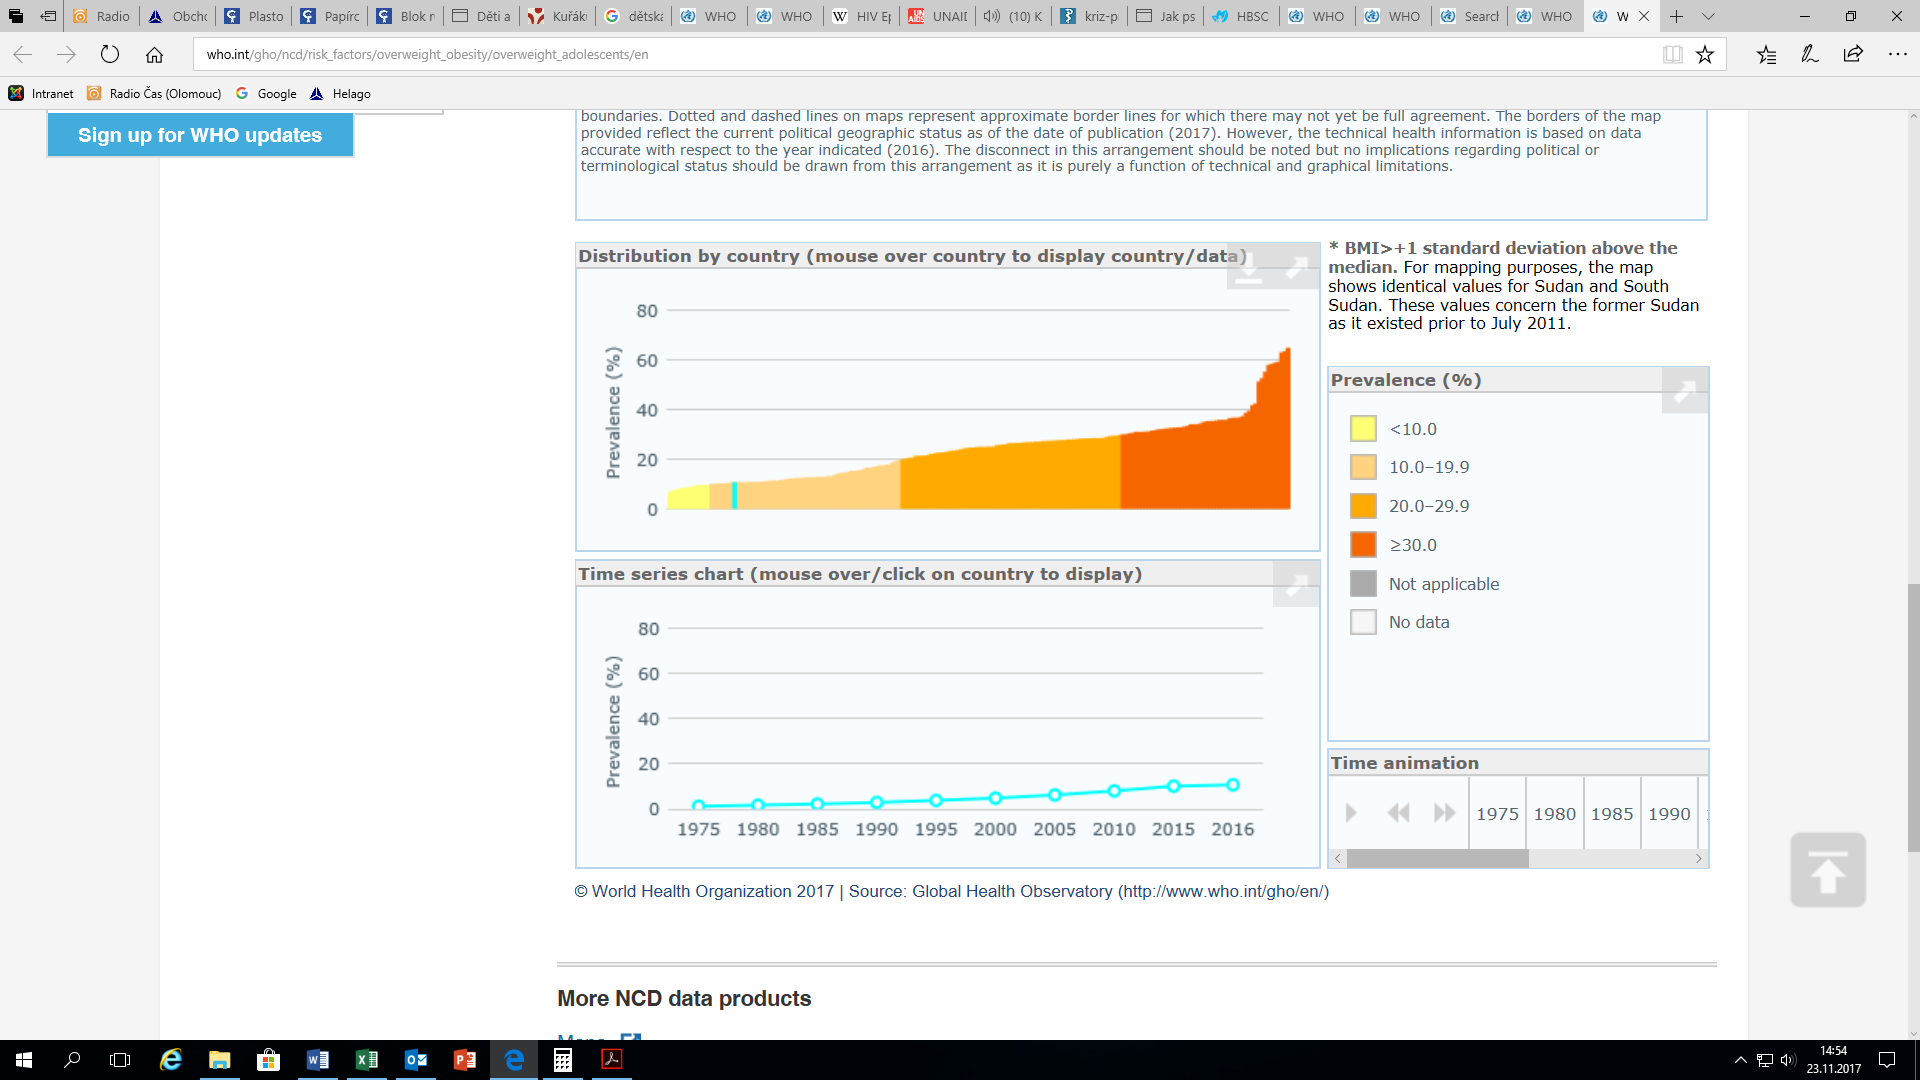 Radio
Obcho
Plasto
Papírc
Blok r
Děti a
Kuřáku
dětská
WHO
WHO
HIV Ep
UNAID
(10) K
kriz-p
Jak ps
HBSC
WHO
WHO
Search
WHO
W
who.int/gho/ncd/risk_factors/overweight_obesity/overweight_adolescents/en
Intranet Radio Čas (Olomouc) Google Helago
Sign up for WHO updates
boundaries. Dotted and dashed lines on maps represent approximate border lines for which there may not yet be full agreement. The borders of the map
provided reflect the current political geographic status as of the date of publication (2017). However, the technical health information is based on data
accurate with respect to the year indicated (2016). The disconnect in this arrangement should be noted but no implications regarding political or
terminological status should be drawn from this arrangement as it is purely a function of technical and graphical limitations.
Distribution by country (mouse over country to display country/data)
80
60
40
20
0
Prevalence (%)
* BMI>+1 standard deviation above the
median. For mapping purposes, the map
shows identical values for Sudan and South
Sudan. These values concern the former Sudan
as it existed prior to July 2011.
Prevalence (%)
<10.0
10.0–19.9
20.0–29.9
≥30.0
Not applicable
No data
Time series chart (mouse over/click on country to display)
80
60
40
20
0
Prevalence (%)
1975 1980 1985 1990 1995 2000 2005 2010 2015 2016
Time animation
1975 1980 1985 1990
© World Health Organization 2017 | Source: Global Health Observatory (http://www.who.int/gho/en/)
More NCD data products
14:54
23.11.2017